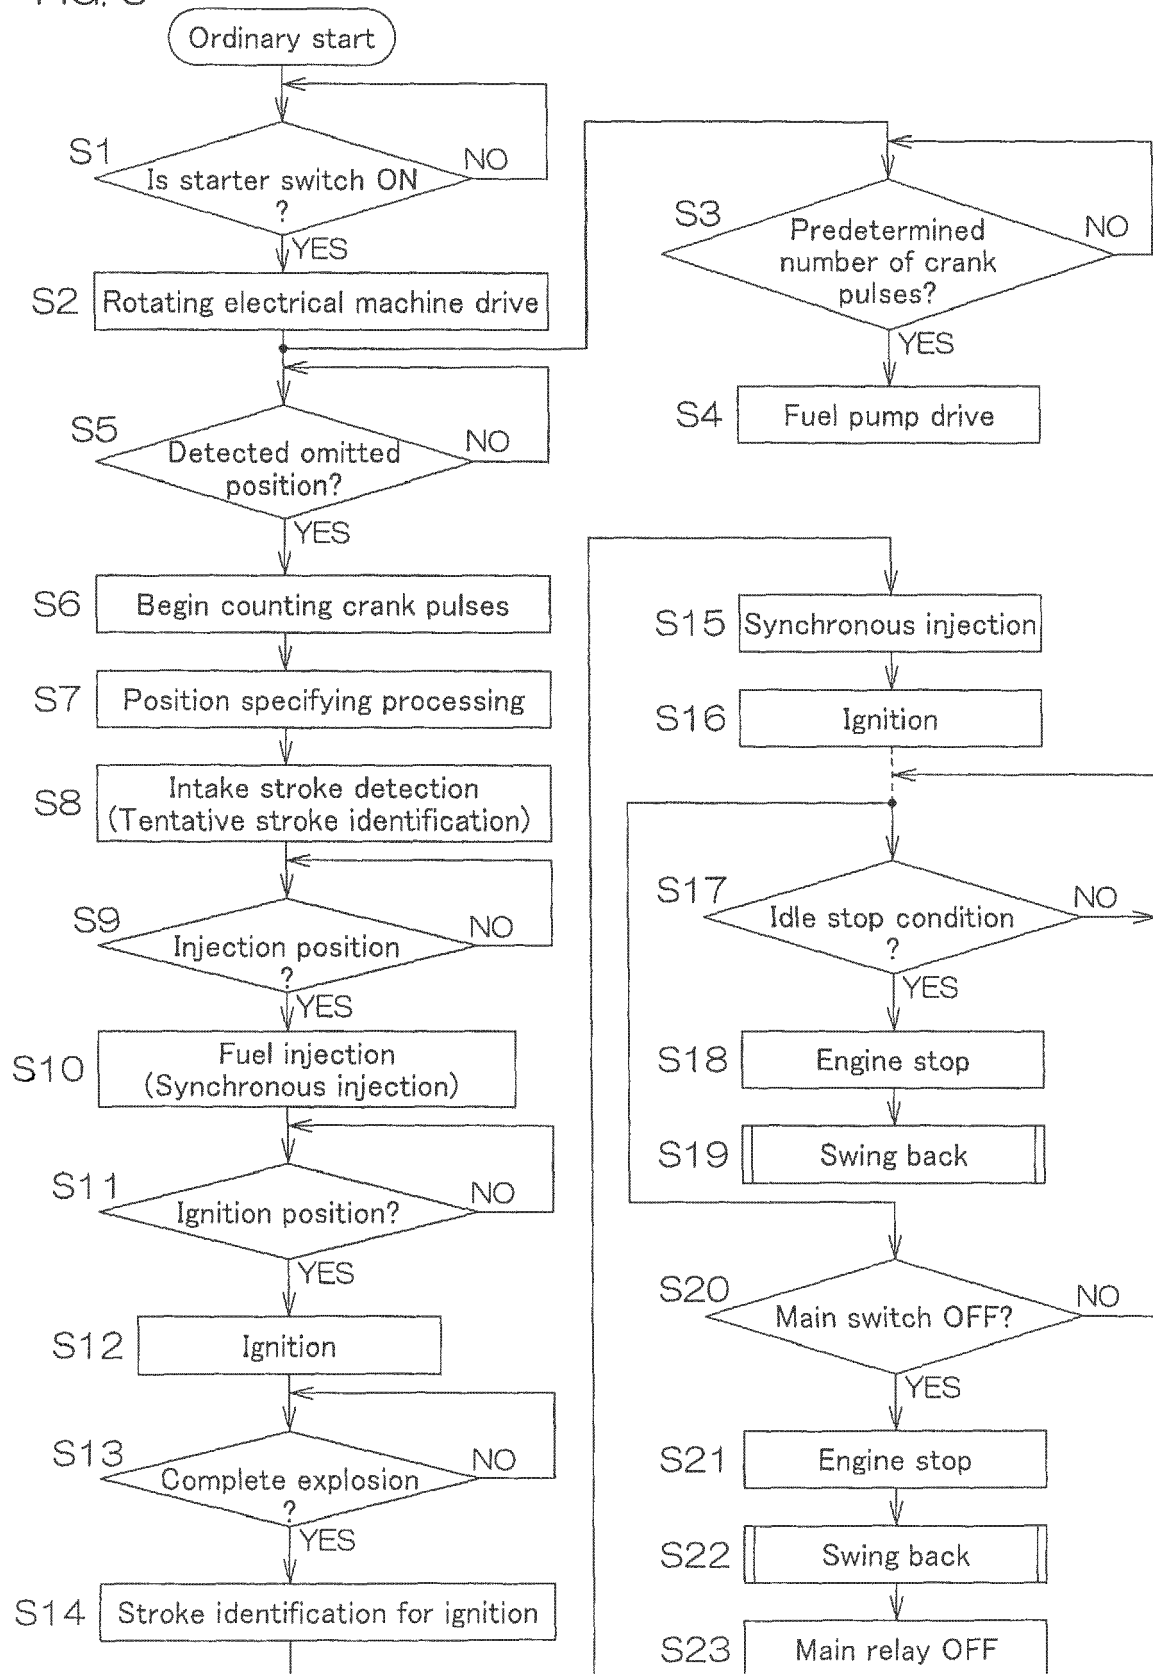 Ordinary start
S1
Is starter switch ON
?
NO
YES
S2
Rotating electrical machine drive
S3
Predetermined
number of crank
pulses?
NO
YES
S4
Fuel pump drive
S5
Detected omitted
position?
NO
YES
S6
Begin counting crank pulses
S7
Position specifying processing
S8
Intake stroke detection
(Tentative stroke identification)
S9
Injection position
?
NO
YES
S10
Fuel injection
(Synchronous injection)
S11
Ignition position?
NO
YES
S12
Ignition
S13
Complete explosion
?
NO
YES
S14
Stroke identification for ignition
S15
Synchronous injection
S16
Ignition
S17
Idle stop condition
?
NO
YES
S18
Engine stop
S19
Swing back
S20
Main switch OFF?
NO
YES
S21
Engine stop
S22
Swing back
S23
Main relay OFF